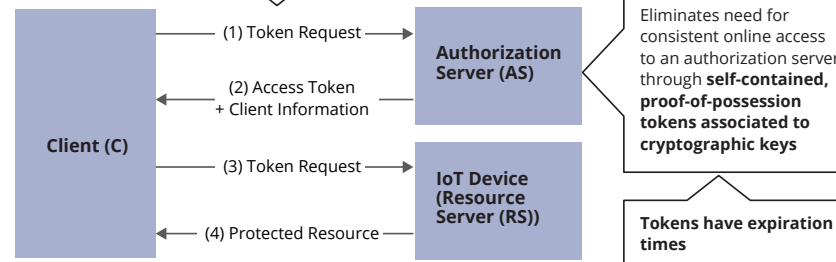 (1) Token Request
Authorization
Server (AS)
(2) Access Token
+ Client Information
Client (C)
(3) Token Request
IoT Device
(Resource
Server (RS))
(4) Protected Resource
Eliminates need for
consistent online access
to an authorization server
through self-contained,
proof-of-possession
tokens associated to
cryptographic keys
Tokens have expiration
times